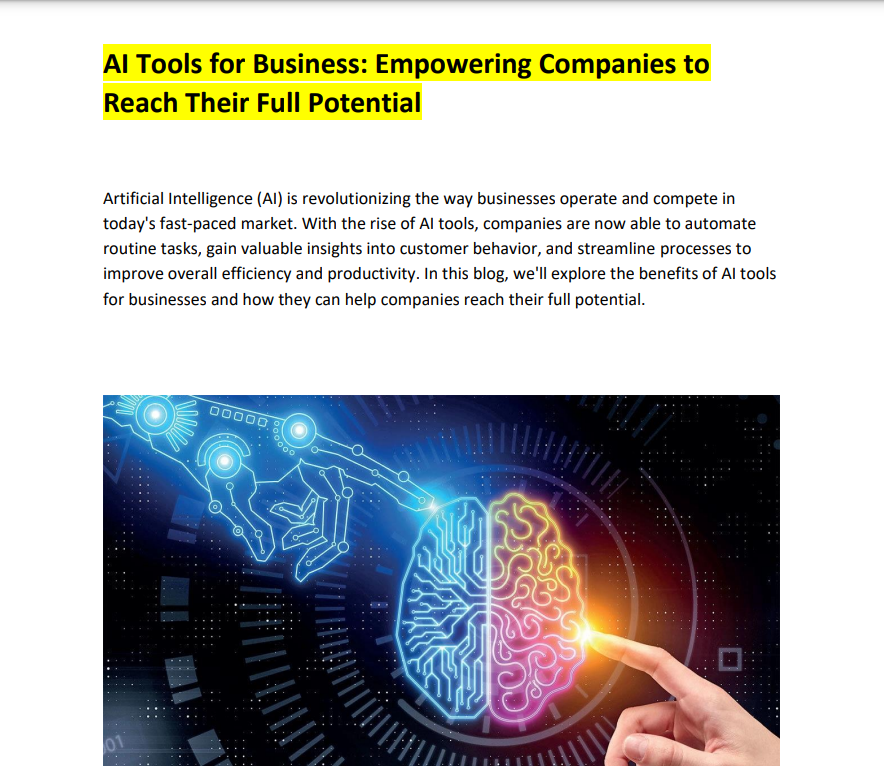 AI Tools for Business: Empowering Companies to
Reach Their Full Potential
Artificial Intelligence (AI) is revolutionizing the way businesses operate and compete in
today's fast-paced market. With the rise of AI tools, companies are now able to automate
routine tasks, gain valuable insights into customer behavior, and streamline processes to
improve overall efficiency and productivity. In this blog, we'll explore the benefits of AI tools
for businesses and how they can help companies reach their full potential.
01